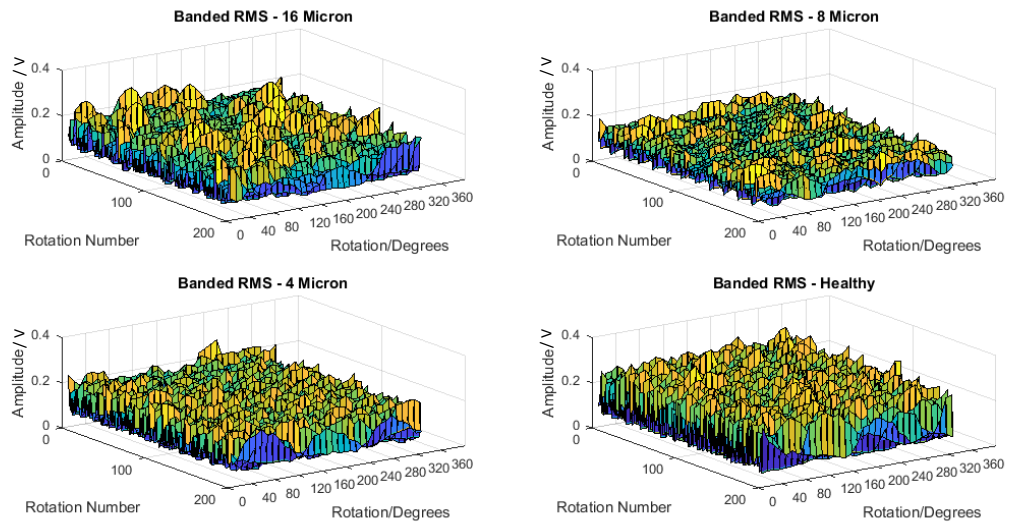 Banded RMS - 16 Micron
Amplitude / V
0.4
0.2
0
0
100
200
Rotation Number
0 40 80 120 160 200 240 280 320 360
Rotation/Degrees
Banded RMS - 8 Micron
Amplitude / V
0.4
0.2
0
0
100
200
Rotation Number
0 40 80 120 160 200 240 280 320 360
Rotation/Degrees
Banded RMS - 4 Micron
Amplitude/ V
0.4
0.2
0
0
100
200
Rotation Number
0 40 80 120 160 200 240 280 320 360
Rotation/Degrees
Banded RMS - Healthy
Amplitude/ V
0.4
0.2
0
0
100
200
Rotation Number
0 40 80 120 160 200 240 280 320 360
Rotation/Degrees